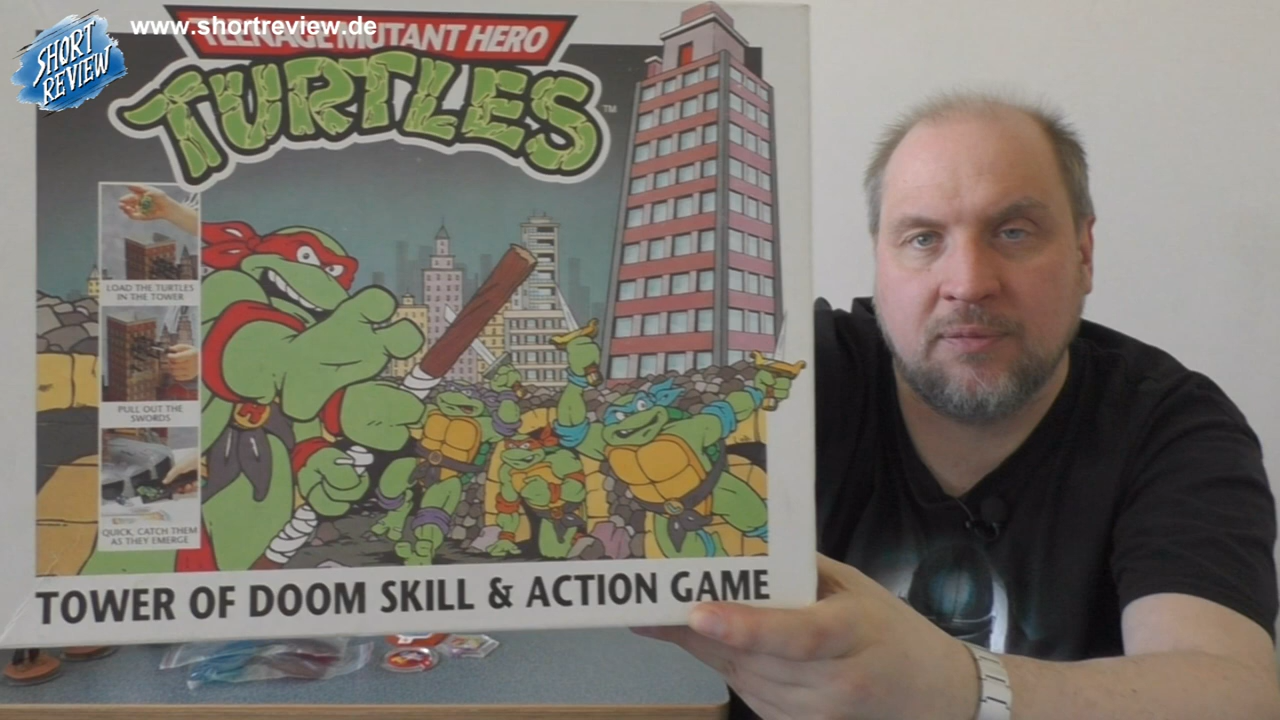 www.shortreview.de
SHORT
REVIEW
TEENAGE MUTANT HERO
TURTLES
TM
LOAD THE TURTLES
IN THE TOWER
PULL OUT THE
SWORDS
QUICK, CATCH THEM
AS THEY EMERGE
TOWER OF DOOM SKILL & ACTION GAME